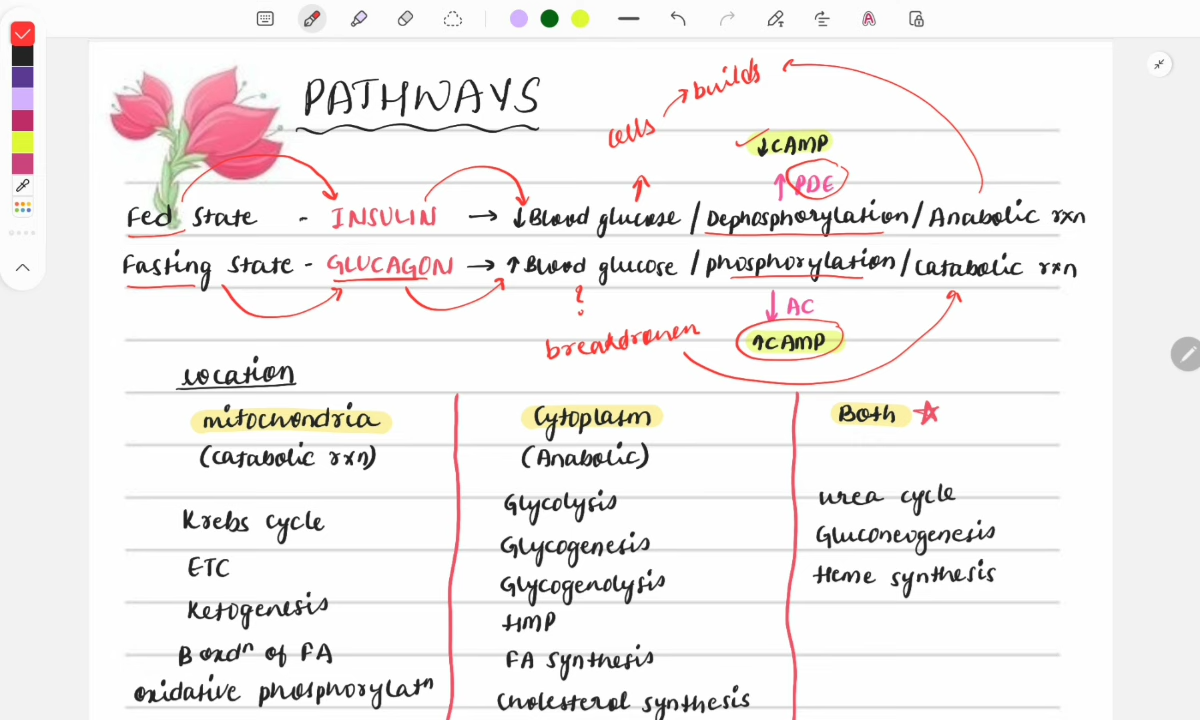 PATHWAYS
cells → builds
↓CAMP
↑PDE
Fed State - INSULIN → ↓Blood glucose / Dephosphorylation / Anabolic rxn
Fasting State - GLUCAGON → ↑Blood glucose / phosphorylation / catabolic rxn
?
↓ AC
breakdrowen
↑CAMP
location
mitochondria
(catabolic rxn)
Krebs cycle
ETC
Ketogenesis
B oxdⁿ of FA
oxidative phosphorylatⁿ
Cytoplasm
(Anabolic)
Glycolysis
Glycogenesis
Glycogenolysis
HMP
FA synthesis
Cholesterol synthesis
Both
urea cycle
Gluconeogenesis
Heme synthesis